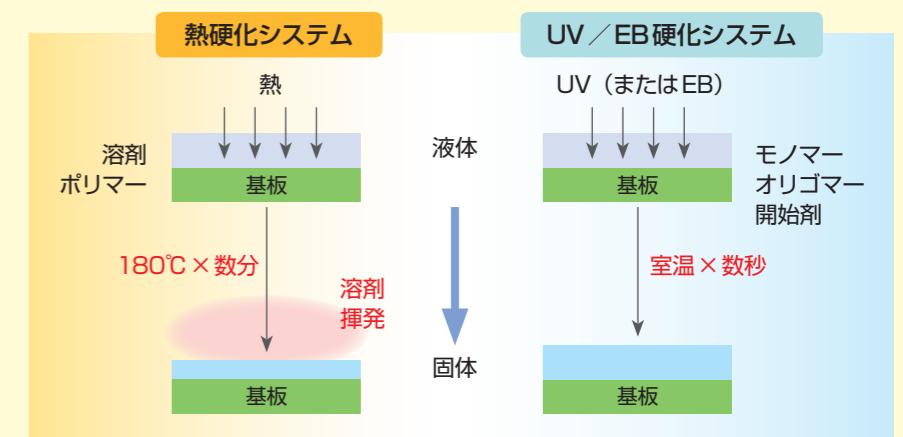 熱硬化システム
UV／EB硬化システム
熱
UV（またはEB）
溶剤
ポリマー
基板
液体
基板
モノマー
オリゴマー
開始剤
180℃×数分
溶剤
揮発
室温×数秒
固体
基板
基板